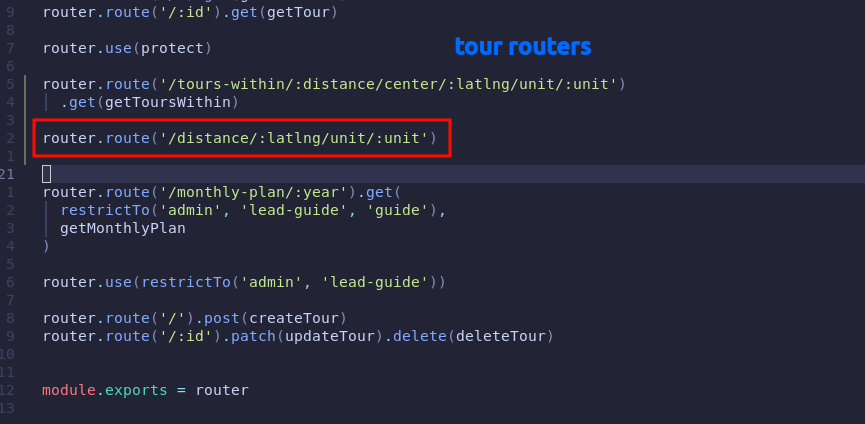 9 router.route('/:id').get(getTour)
8
7 router.use(protect)
tour routers
6
5 router.route('/tours-within/:distance/center/:latlng/unit/:unit')
4 .get(getToursWithin)
3
2 router.route('/distance/:latlng/unit/:unit')
1
21
1 router.route('/monthly-plan/:year').get(
2 restrictTo('admin', 'lead-guide', 'guide'),
3 getMonthlyPlan
4 )
5
6 router.use(restrictTo('admin', 'lead-guide'))
7
8 router.route('/').post(createTour)
9 router.route('/:id').patch(updateTour).delete(deleteTour)
10
11
12 module.exports = router
13